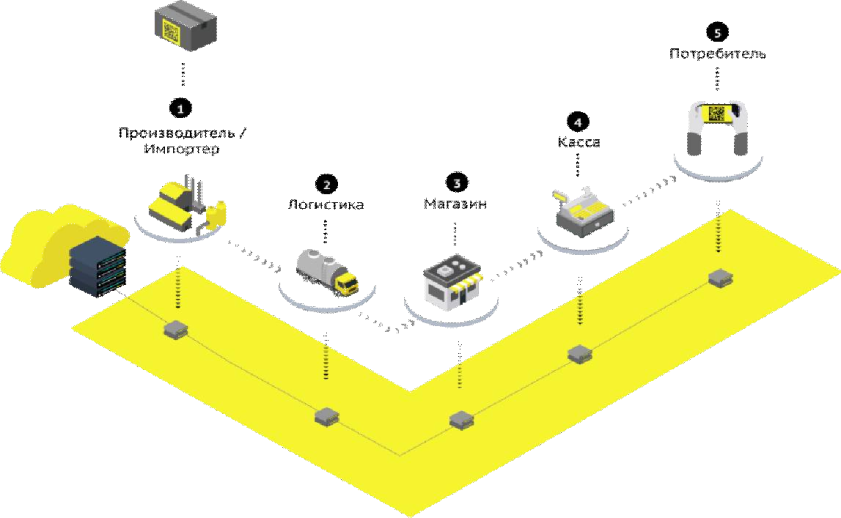 1
Производитель /
Импортер
2
Логистика
3
Магазин
4
Касса
5
Потребитель